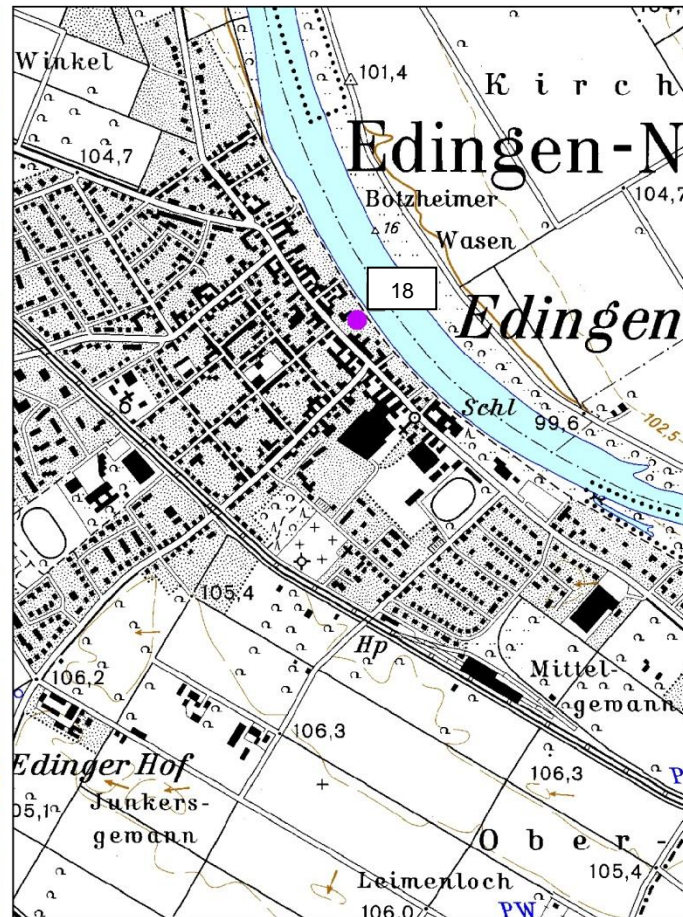 Winkel
101,4
K i r c h
104,7
Edingen-N
Botzheimer
104,7
16
Wasen
18
Edingen
Schl
99,6
102,5
105,4
Hp
Mittel-
gewann
106,2
106,3
Edinger Hof
106,3
P
05,1
Junkers-
gewann
O b e r -
105,4
Leimenloch
106,0
PW